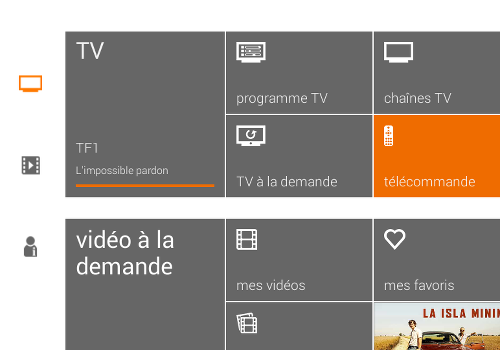 TV
programme TV
chaînes TV
TF1
L'impossible pardon
TV à la demande
télécommande
vidéo à la
demande
mes vidéos
mes favoris
LA ISLA